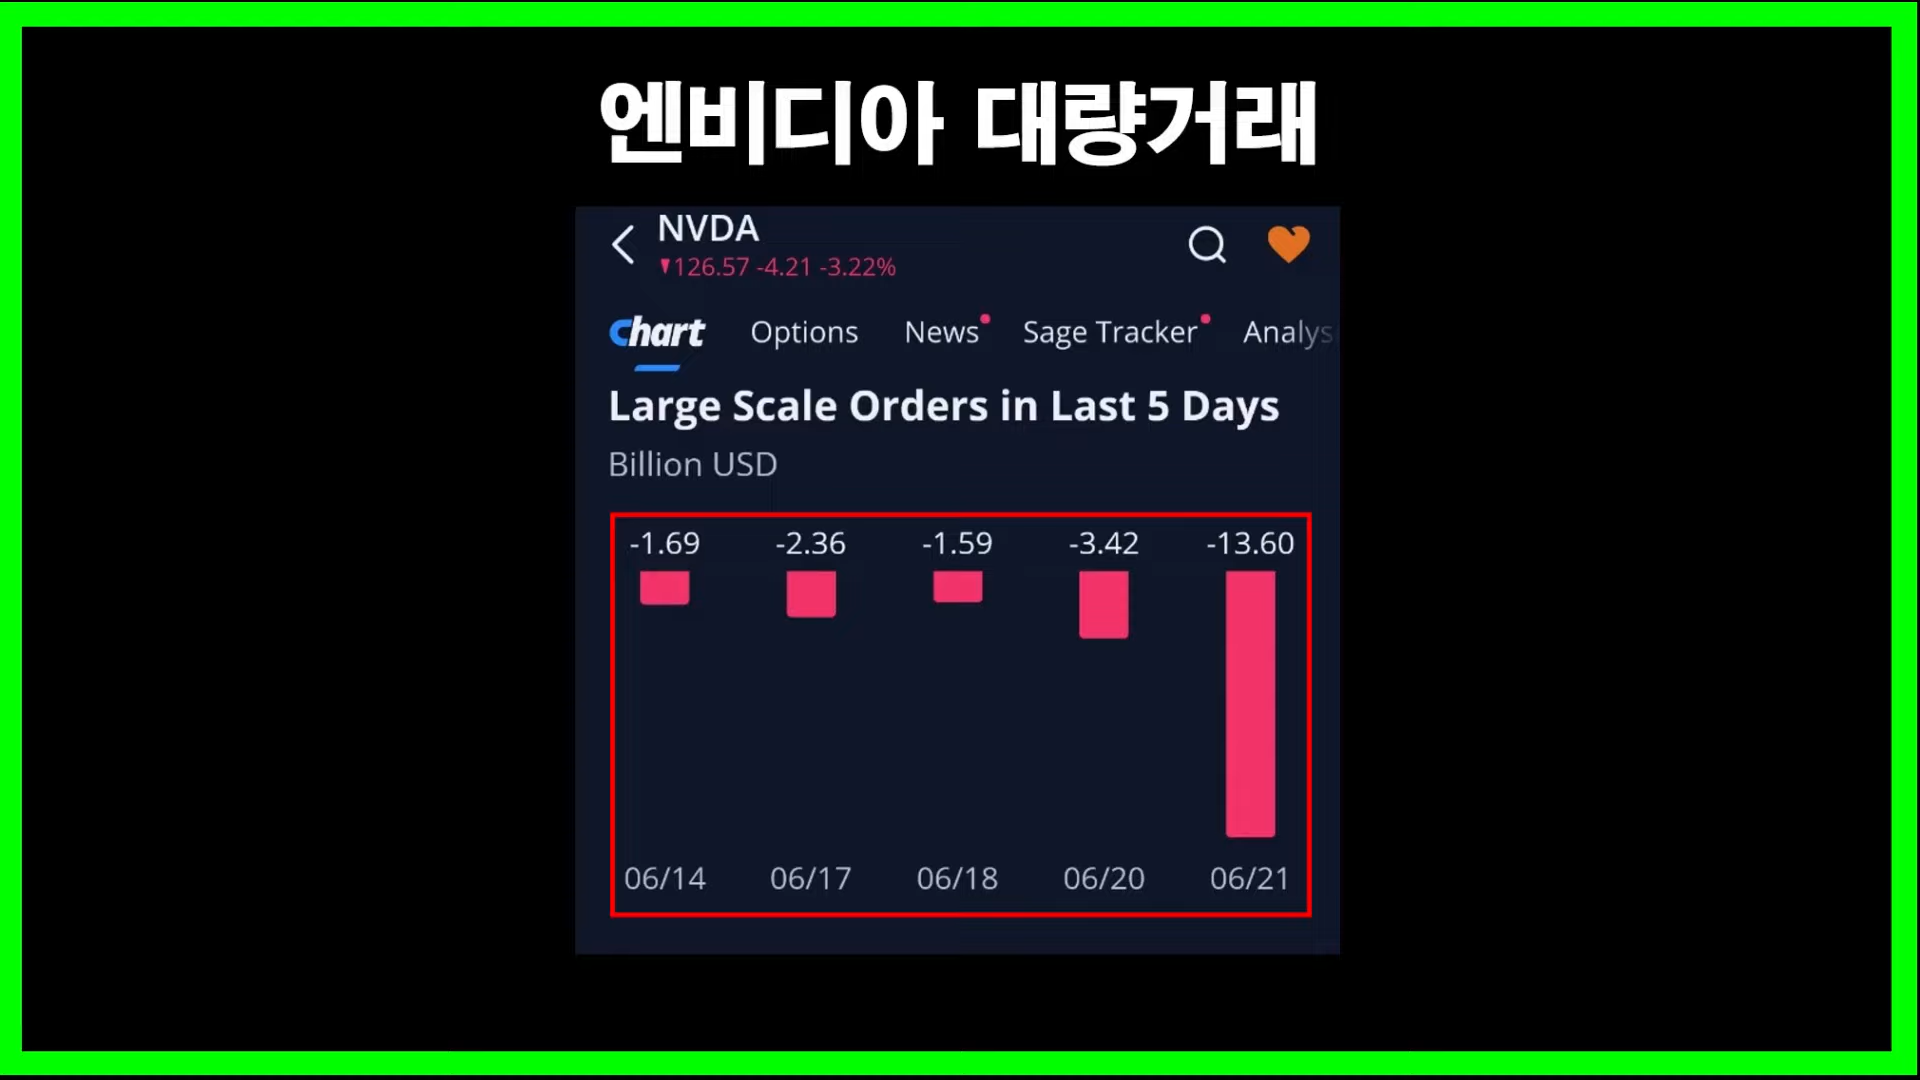 엔비디아 대량거래
NVDA
▼126.57 -4.21 -3.22%
Chart Options News Sage Tracker Analys
Large Scale Orders in Last 5 Days
Billion USD
-1.69 -2.36 -1.59 -3.42 -13.60
06/14 06/17 06/18 06/20 06/21